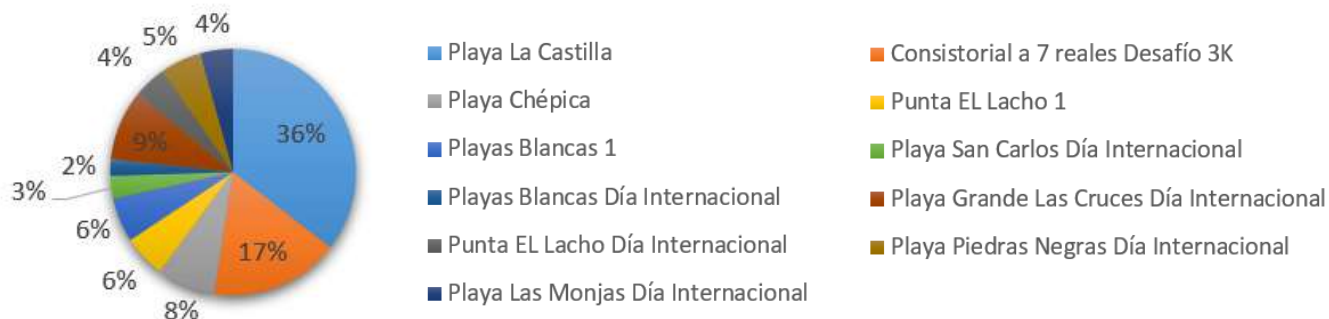 4%
5%
4%
36%
9%
2%
3%
6%
17%
6%
8%
Playa La Castilla
Consistorial a 7 reales Desafío 3K
Playa Chépica
Punta EL Lacho 1
Playas Blancas 1
Playa San Carlos Día Internacional
Playas Blancas Día Internacional
Playa Grande Las Cruces Día Internacional
Punta EL Lacho Día Internacional
Playa Piedras Negras Día Internacional
Playa Las Monjas Día Internacional